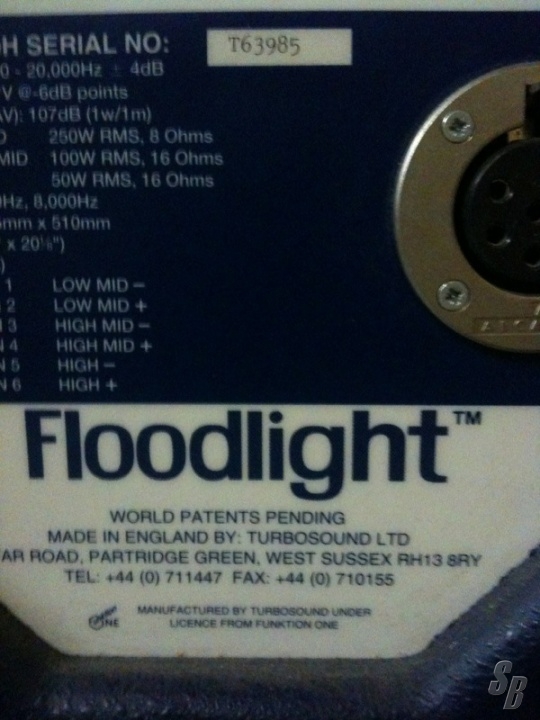 GH SERIAL NO: T63985
0 - 20,000Hz ± 4dB
V @-6dB points
AV): 107dB (1w/1m)
D 250W RMS, 8 Ohms
MID 100W RMS, 16 Ohms
50W RMS, 16 Ohms
0Hz, 8,000Hz
5mm x 510mm
" x 20⅛")
)
N 1 LOW MID –
N 2 LOW MID +
N 3 HIGH MID –
N 4 HIGH MID +
N 5 HIGH –
N 6 HIGH +
Floodlight™
WORLD PATENTS PENDING
MADE IN ENGLAND BY: TURBOSOUND LTD
AR ROAD, PARTRIDGE GREEN, WEST SUSSEX RH13 8RY
TEL: +44 (0) 711447 FAX: +44 (0) 710155
MANUFACTURED BY TURBOSOUND UNDER
LICENCE FROM FUNKTION ONE
SB